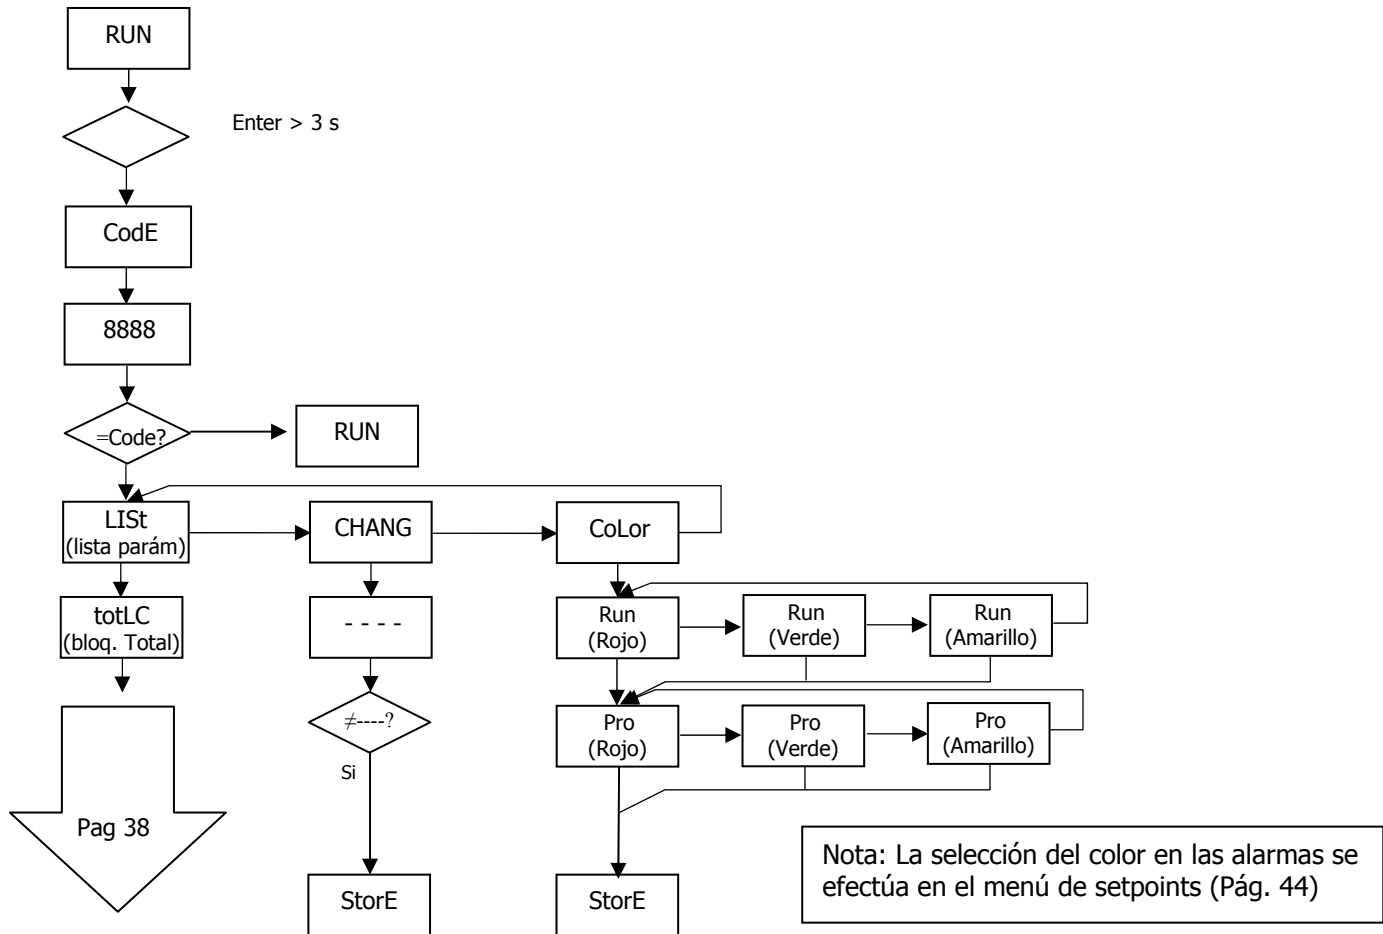 RUN
Enter > 3 s
CodE
8888
=Code?
RUN
LISt
(lista parám)
CHANG
CoLor
totLC
(bloq. Total)
- - - -
Run
(Rojo)
Run
(Verde)
Run
(Amarillo)
≠----?
Pro
(Rojo)
Pro
(Verde)
Pro
(Amarillo)
Si
Pag 38
StorE
StorE
Nota: La selección del color en las alarmas se
efectúa en el menú de setpoints (Pág. 44)